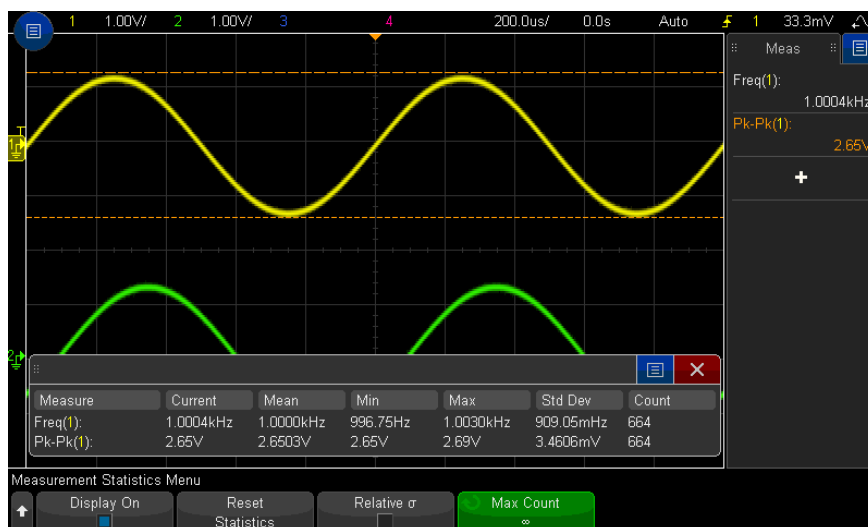 1 1.00V/ 2 1.00V/ 3 4 200.0us/ 0.0s Auto 1 33.3mV
Meas
Freq(1):
1.0004kHz
Pk-Pk(1):
2.65V
T
1
2
Measure Current Mean Min Max Std Dev Count
Freq(1): 1.0004kHz 1.0000kHz 996.75Hz 1.0030kHz 909.05mHz 664
Pk-Pk(1): 2.65V 2.6503V 2.65V 2.69V 3.4606mV 664
Measurement Statistics Menu
Display On Reset Relative σ Max Count
Statistics ∞